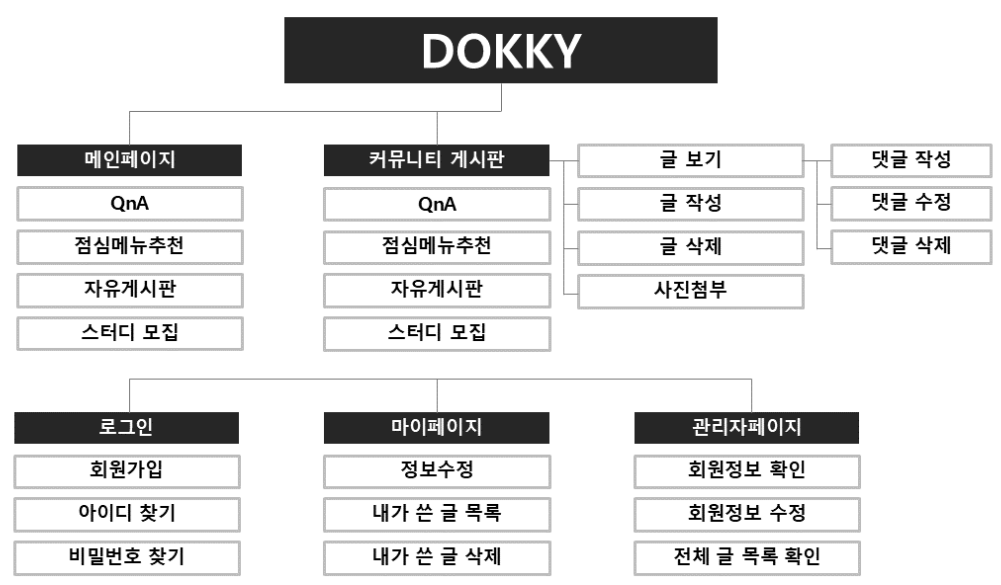 DOKKY
메인페이지
QnA
점심메뉴추천
자유게시판
스터디 모집
커뮤니티 게시판
QnA
점심메뉴추천
자유게시판
스터디 모집
글 보기
글 작성
글 삭제
사진첨부
댓글 작성
댓글 수정
댓글 삭제
로그인
회원가입
아이디 찾기
비밀번호 찾기
마이페이지
정보수정
내가 쓴 글 목록
내가 쓴 글 삭제
관리자페이지
회원정보 확인
회원정보 수정
전체 글 목록 확인